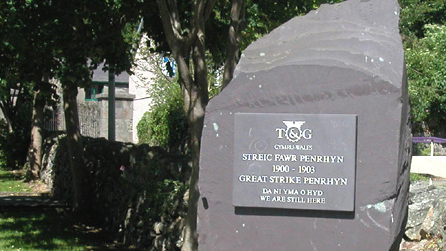 T&G
CYMRU-WALES
STREIC FAWR PENRHYN
1900 - 1903
GREAT STRIKE PENRHYN
DA NI YMA O HYD
WE ARE STILL HERE